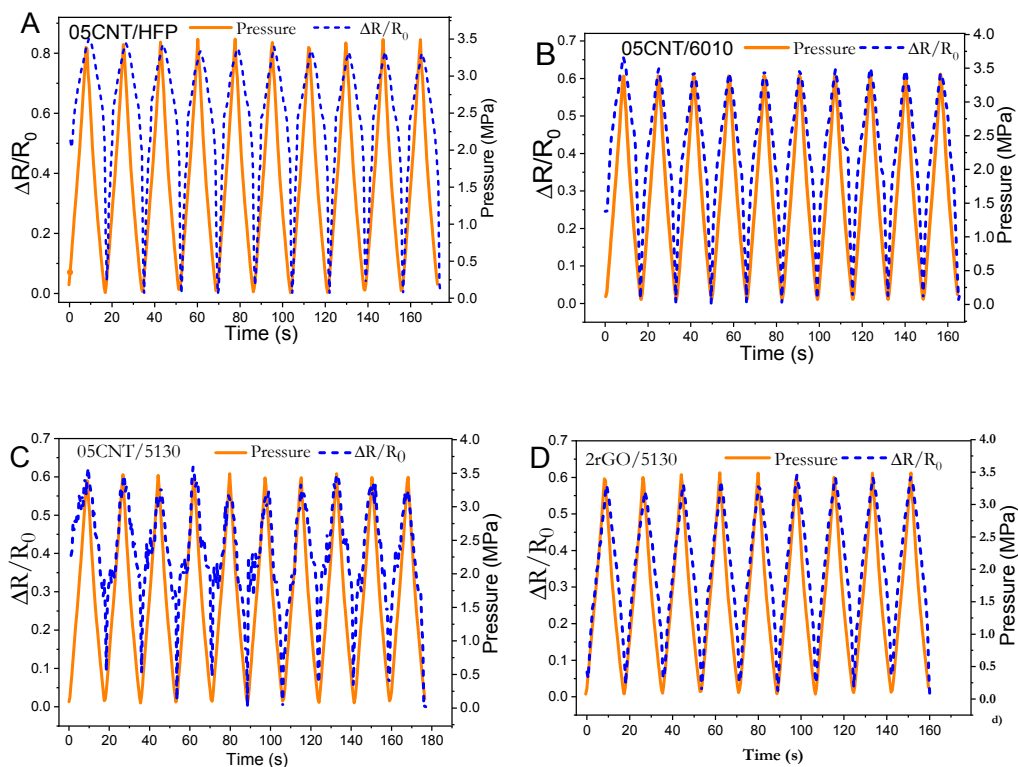 A
05CNT/HFP
Pressure
ΔR/R0
0.8
0.6
0.4
0.2
0.0
ΔR/R0
3.5
3.0
2.5
2.0
1.5
1.0
0.5
0.0
Pressure (MPa)
0 20 40 60 80 100 120 140 160
Time (s)
B
05CNT/6010
Pressure
ΔR/R0
0.7
0.6
0.5
0.4
0.3
0.2
0.1
0.0
ΔR/R0
4.0
3.5
3.0
2.5
2.0
1.5
1.0
0.5
0.0
Pressure (MPa)
0 20 40 60 80 100 120 140 160
Time (s)
C
05CNT/5130
Pressure
ΔR/R0
0.7
0.6
0.5
0.4
0.3
0.2
0.1
0.0
ΔR/R0
4.0
3.5
3.0
2.5
2.0
1.5
1.0
0.5
0.0
Pressure (MPa)
0 20 40 60 80 100 120 140 160 180
Time (s)
D
2rGO/5130
Pressure
ΔR/R0
0.7
0.6
0.5
0.4
0.3
0.2
0.1
0.0
ΔR/R0
4.0
3.5
3.0
2.5
2.0
1.5
1.0
0.5
0.0
Pressure (MPa)
d)
0 20 40 60 80 100 120 140 160
Time (s)